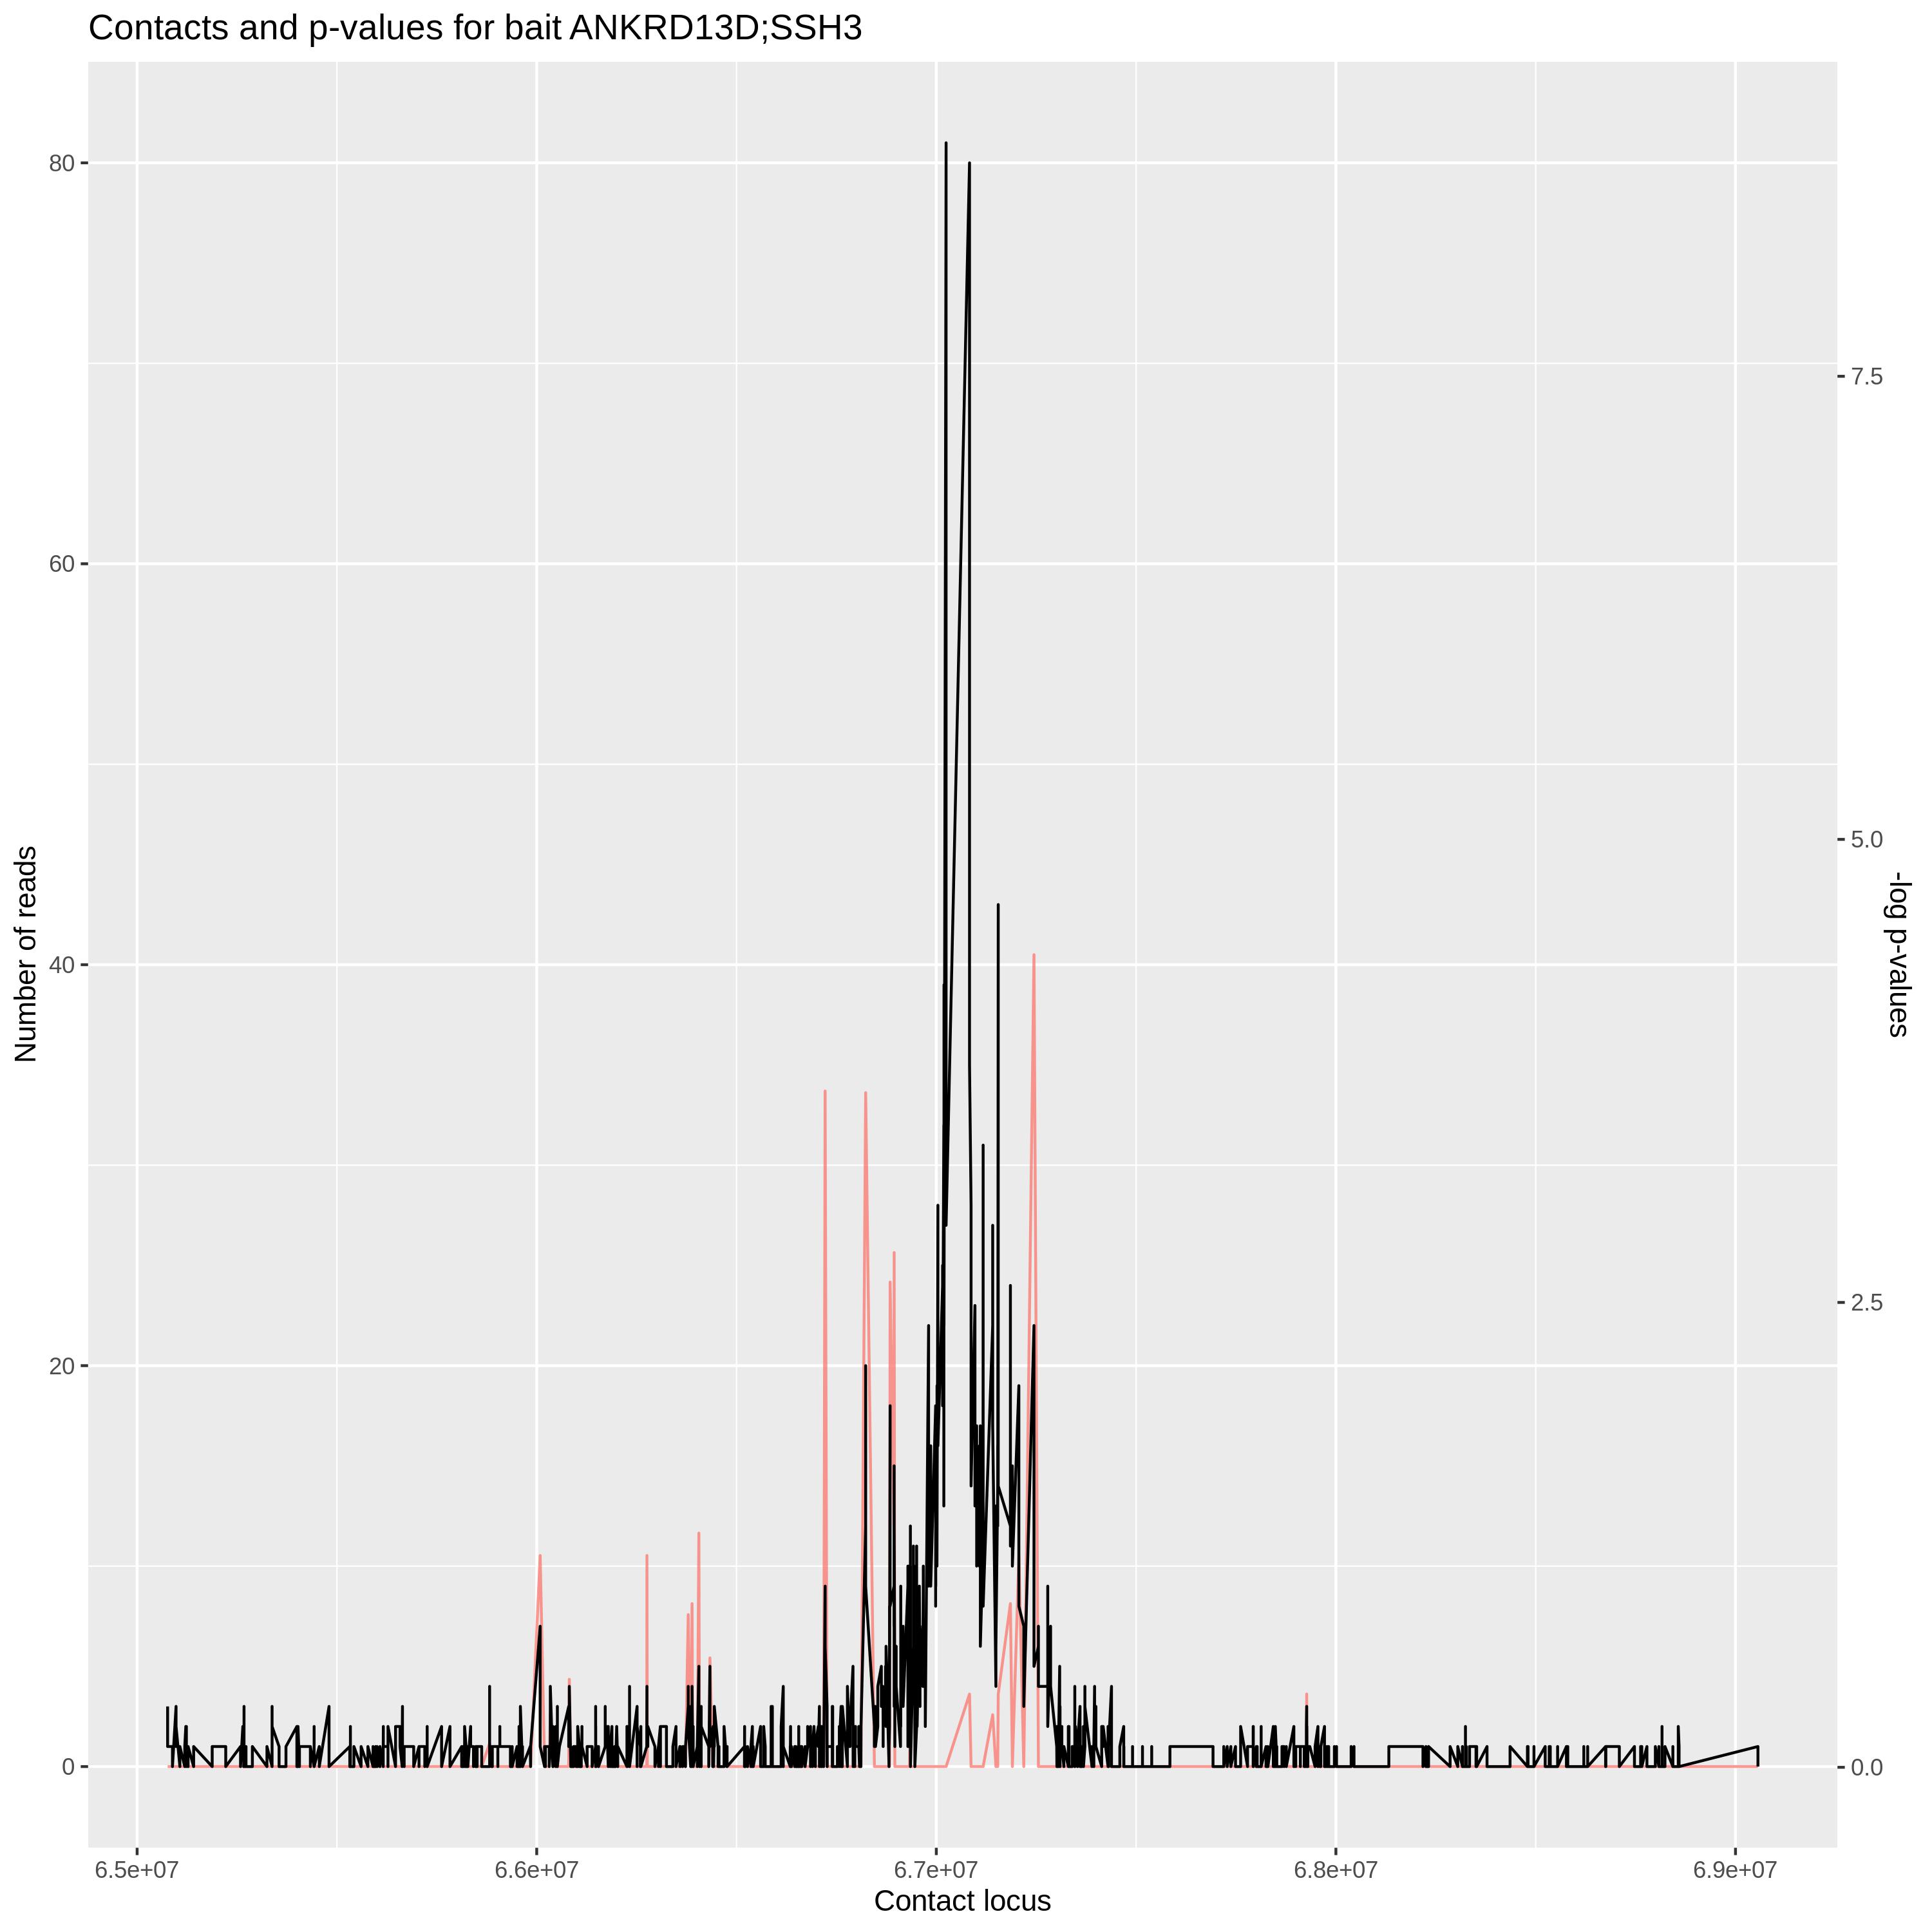 Contacts and p-values for bait ANKRD13D;SSH3
80
60
40
20
0
Number of reads
7.5
5.0
2.5
0.0
-log p-values
6.5e+07
6.6e+07
6.7e+07
6.8e+07
6.9e+07
Contact locus